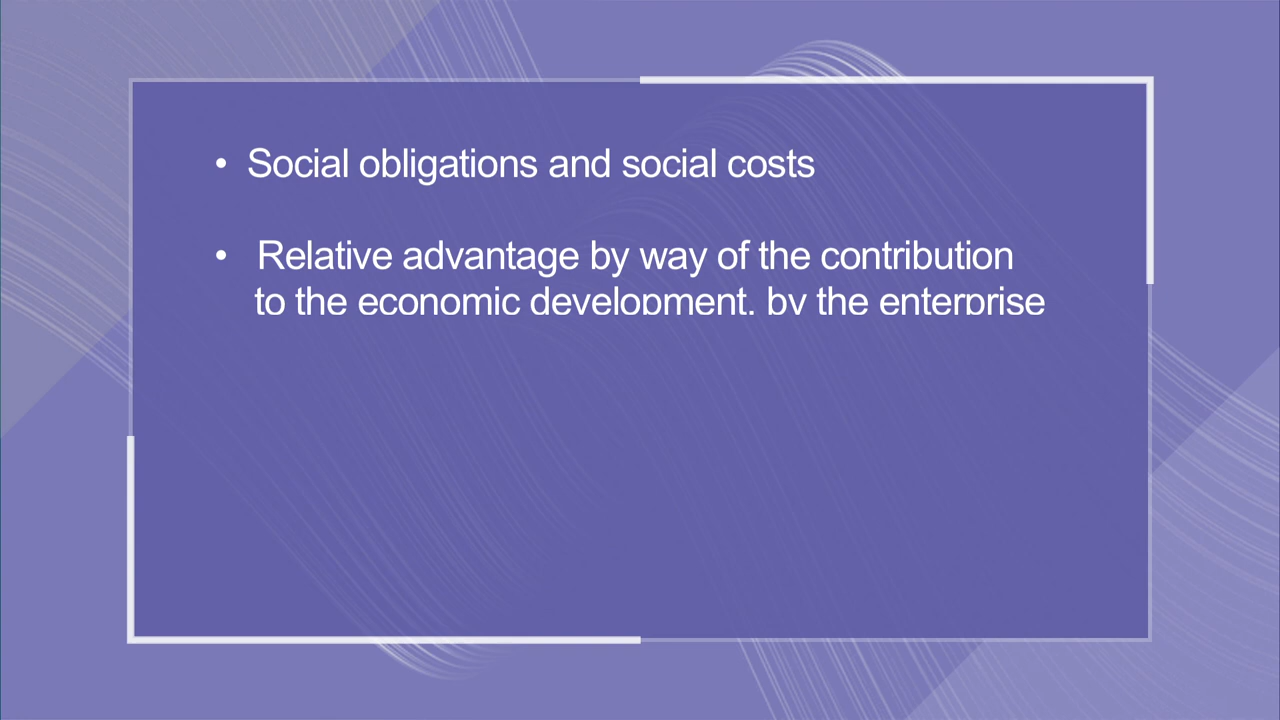 • Social obligations and social costs
• Relative advantage by way of the contribution
to the economic development, by the enterprise